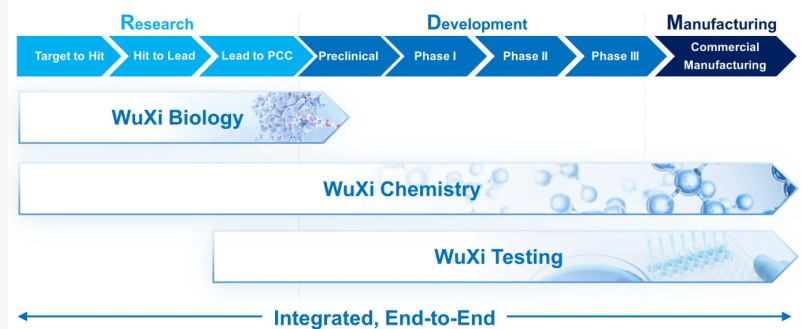 Research Development Manufacturing
Target to Hit Hit to Lead Lead to PCC Preclinical Phase I Phase II Phase III Commercial Manufacturing
WuXi Biology
WuXi Chemistry
WuXi Testing
Integrated, End-to-End